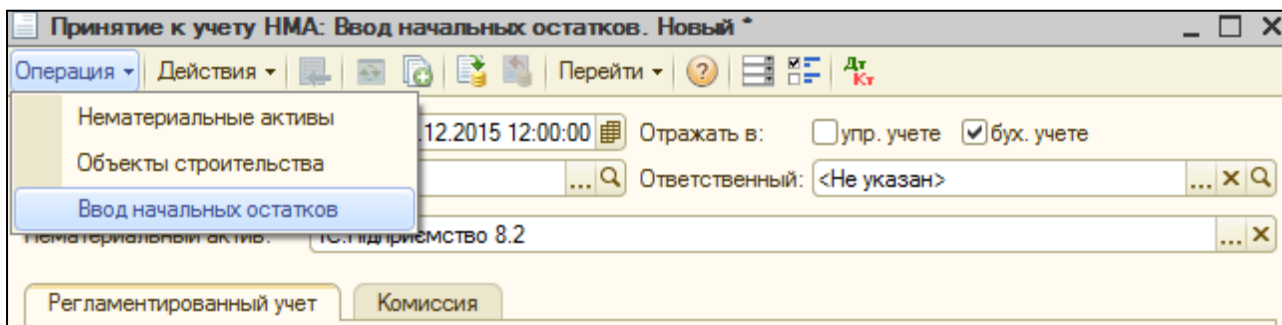 Принятие к учету НМА: Ввод начальных остатков. Новый *
Операция Действия Перейти Дт Кт
Нематериальные активы
Объекты строительства
Ввод начальных остатков
.12.2015 12:00:00 Отражать в: упр. учете бух. учете
... Ответственный: <Не указан> ...
Нематериальный актив: 1С:Підприємство 8.2 ...
Регламентированный учет Комиссия